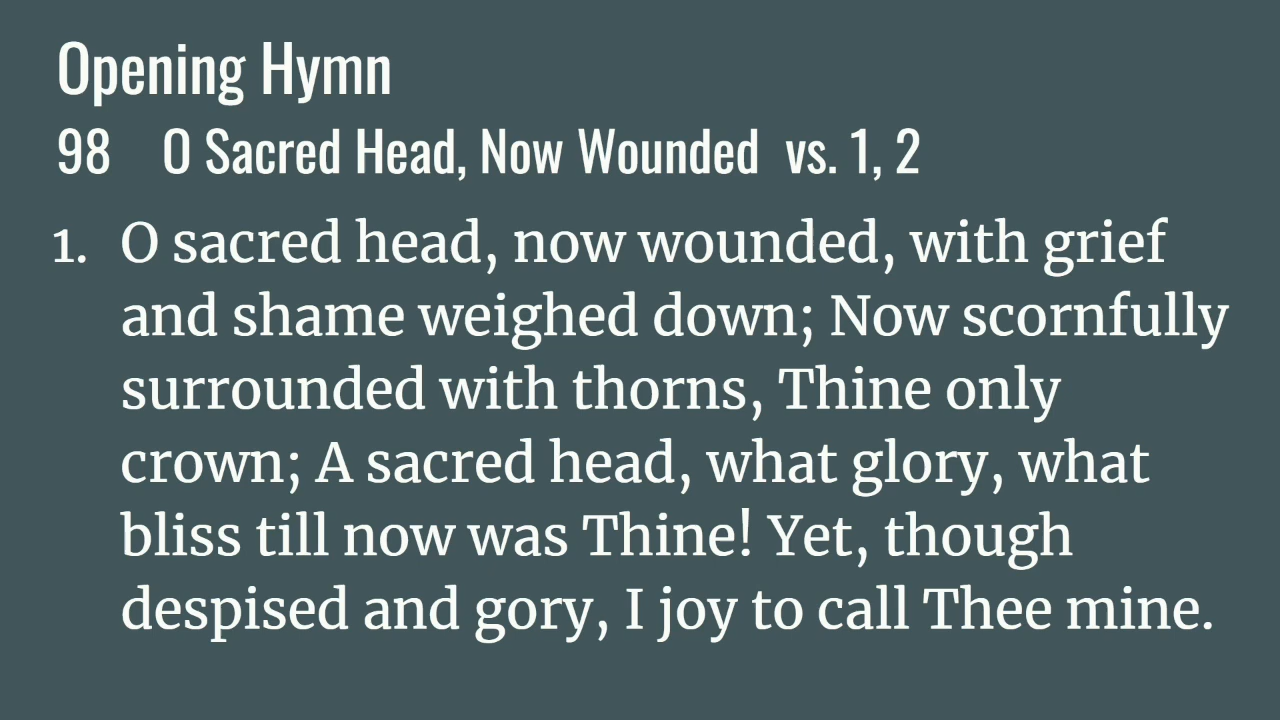 Opening Hymn
98 O Sacred Head, Now Wounded vs. 1, 2
1. O sacred head, now wounded, with grief
and shame weighed down; Now scornfully
surrounded with thorns, Thine only
crown; A sacred head, what glory, what
bliss till now was Thine! Yet, though
despised and gory, I joy to call Thee mine.